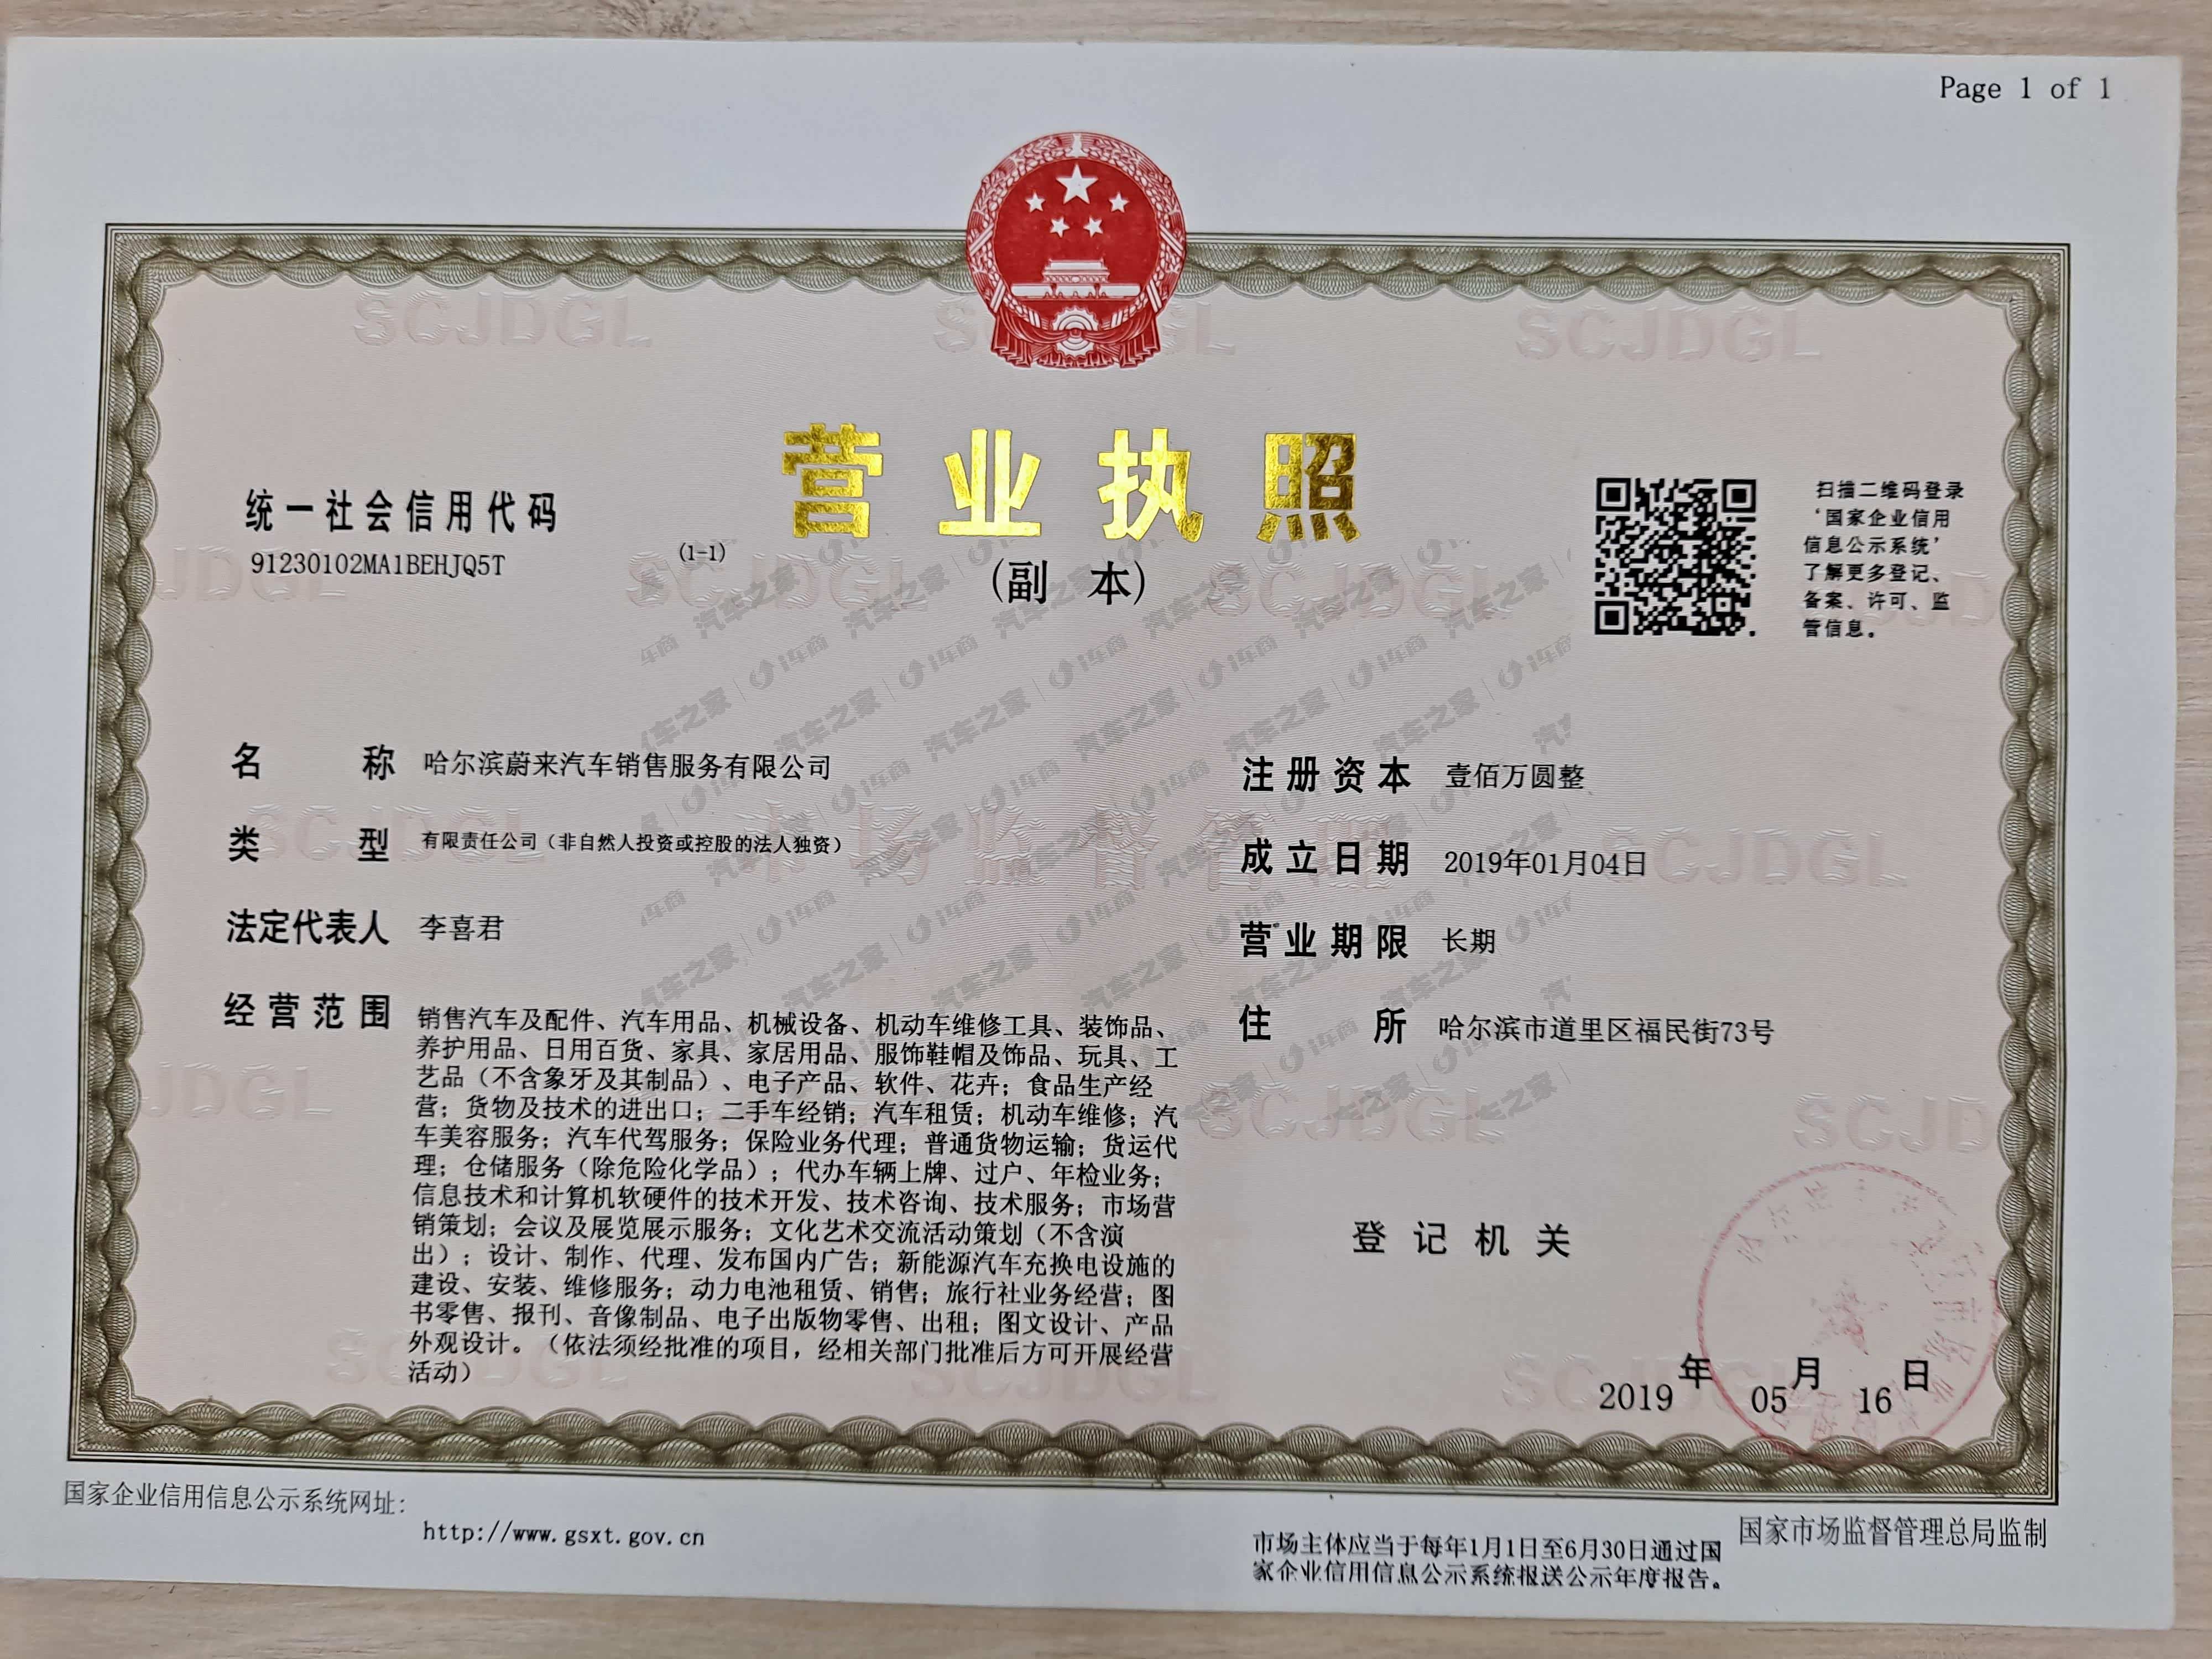 Page 1 of 1
营业执照
(副 本)
(1-1)
统一社会信用代码
91230102MA1BEHJQ5T
扫描二维码登录
‘国家企业信用
信息公示系统’
了解更多登记、
备案、许可、监
管信息。
名 称 哈尔滨蔚来汽车销售服务有限公司
类 型 有限责任公司（非自然人投资或控股的法人独资）
法定代表人 李喜君
经营范围 销售汽车及配件、汽车用品、机械设备、机动车维修工具、装饰品、
养护用品、日用百货、家具、家居用品、服饰鞋帽及饰品、玩具、工
艺品（不含象牙及其制品）、电子产品、软件、花卉；食品生产经
营；货物及技术的进出口；二手车经销；汽车租赁；机动车维修；汽
车美容服务；汽车代驾服务；保险业务代理；普通货物运输；货运代
理；仓储服务（除危险化学品）；代办车辆上牌、过户、年检业务；
信息技术和计算机软硬件的技术开发、技术咨询、技术服务；市场营
销策划；会议及展览展示服务；文化艺术交流活动策划（不含演
出）；设计、制作、代理、发布国内广告；新能源汽车充换电设施的
建设、安装、维修服务；动力电池租赁、销售；旅行社业务经营；图
书零售、报刊、音像制品、电子出版物零售、出租；图文设计、产品
外观设计。（依法须经批准的项目，经相关部门批准后方可开展经营
活动）
注册资本 壹佰万圆整
成立日期 2019年01月04日
营业期限 长期
住 所 哈尔滨市道里区福民街73号
登记机关
2019年05月16日
国家企业信用信息公示系统网址：
http://www.gsxt.gov.cn
市场主体应当于每年1月1日至6月30日通过国
家企业信用信息公示系统报送公示年度报告。
国家市场监督管理总局监制
SCJDGL
市场监督管理
汽车之家 | i车商